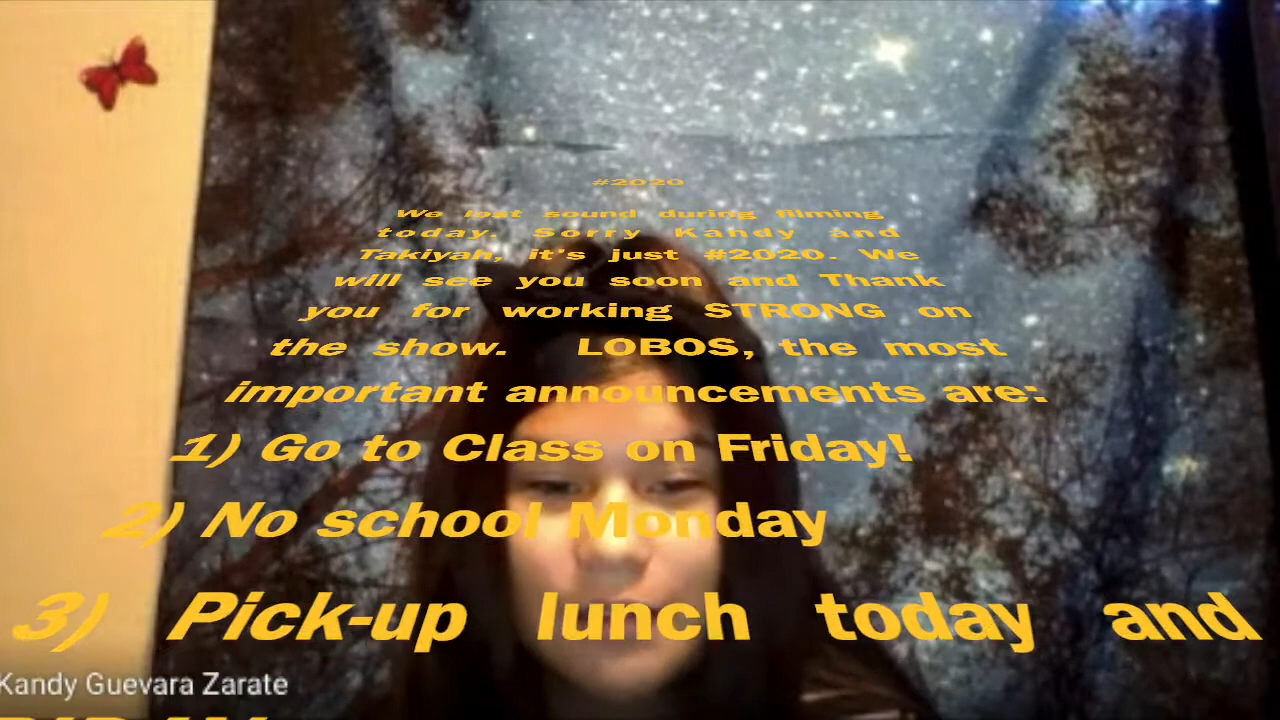 #2020
We lost sound during filming
today. Sorry Kandy and
Takiyah, it's just #2020. We
will see you soon and Thank
you for working STRONG on
the show. LOBOS, the most
important announcements are:
1) Go to Class on Friday!
2) No school Monday
3) Pick-up lunch today and
Kandy Guevara Zarate